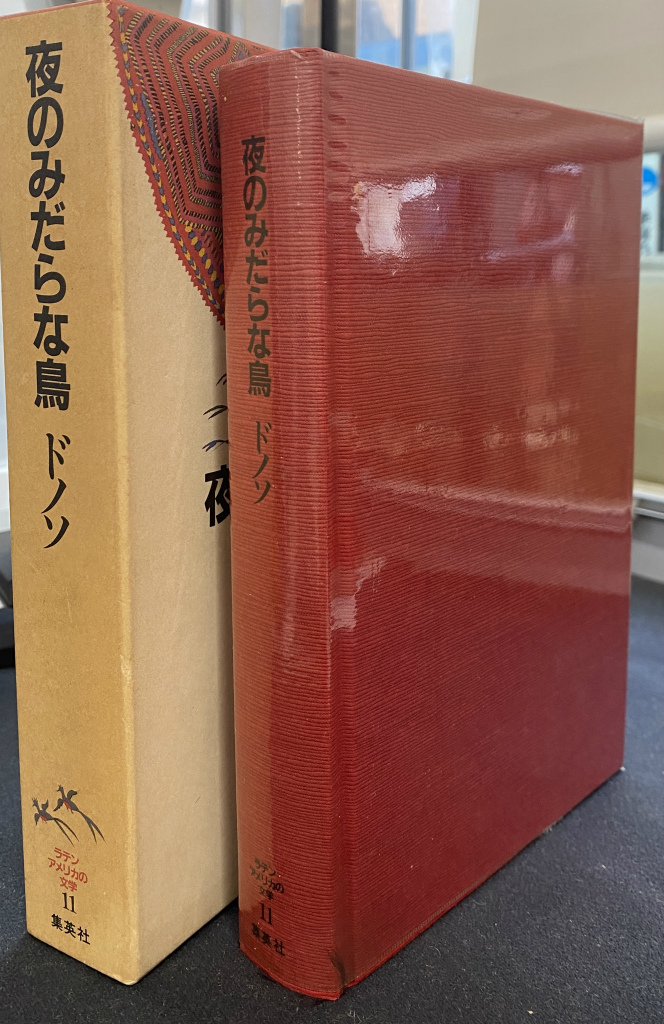 夜のみだらな鳥 ドノソ
ラテン
アメリカの
文学
11
集英社
夜
夜のみだらな鳥 ドノソ
ラテン
アメリカの
文学
11
集英社